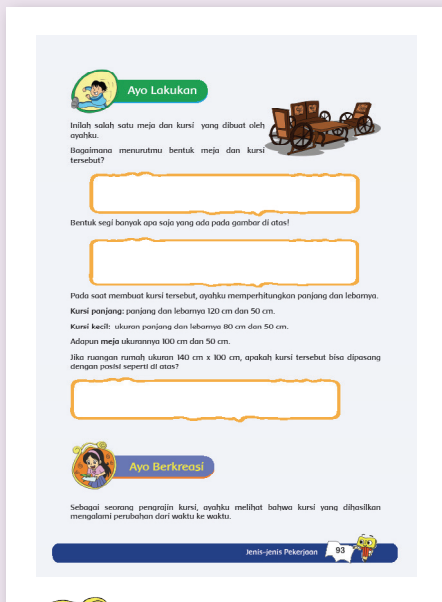 Ayo Lakukan
Inilah salah satu meja dan kursi yang dibuat oleh
ayahku.
Bagaimana menurutmu bentuk meja dan kursi
tersebut?
Bentuk segi banyak apa saja yang ada pada gambar di atas!
Pada saat membuat kursi tersebut, ayahku memperhitungkan panjang dan lebarnya.
Kursi panjang: panjang dan lebarnya 120 cm dan 50 cm.
Kursi kecil: ukuran panjang dan lebarnya 80 cm dan 50 cm.
Adapun meja ukurannya 100 cm dan 50 cm.
Jika ruangan rumah ukuran 140 cm x 100 cm, apakah kursi tersebut bisa dipasang
dengan posisi seperti di atas?
Ayo Berkreasi
Sebagai seorang pengrajin kursi, ayahku melihat bahwa kursi yang dihasilkan
mengalami perubahan dari waktu ke waktu.
Jenis-jenis Pekerjaan
93